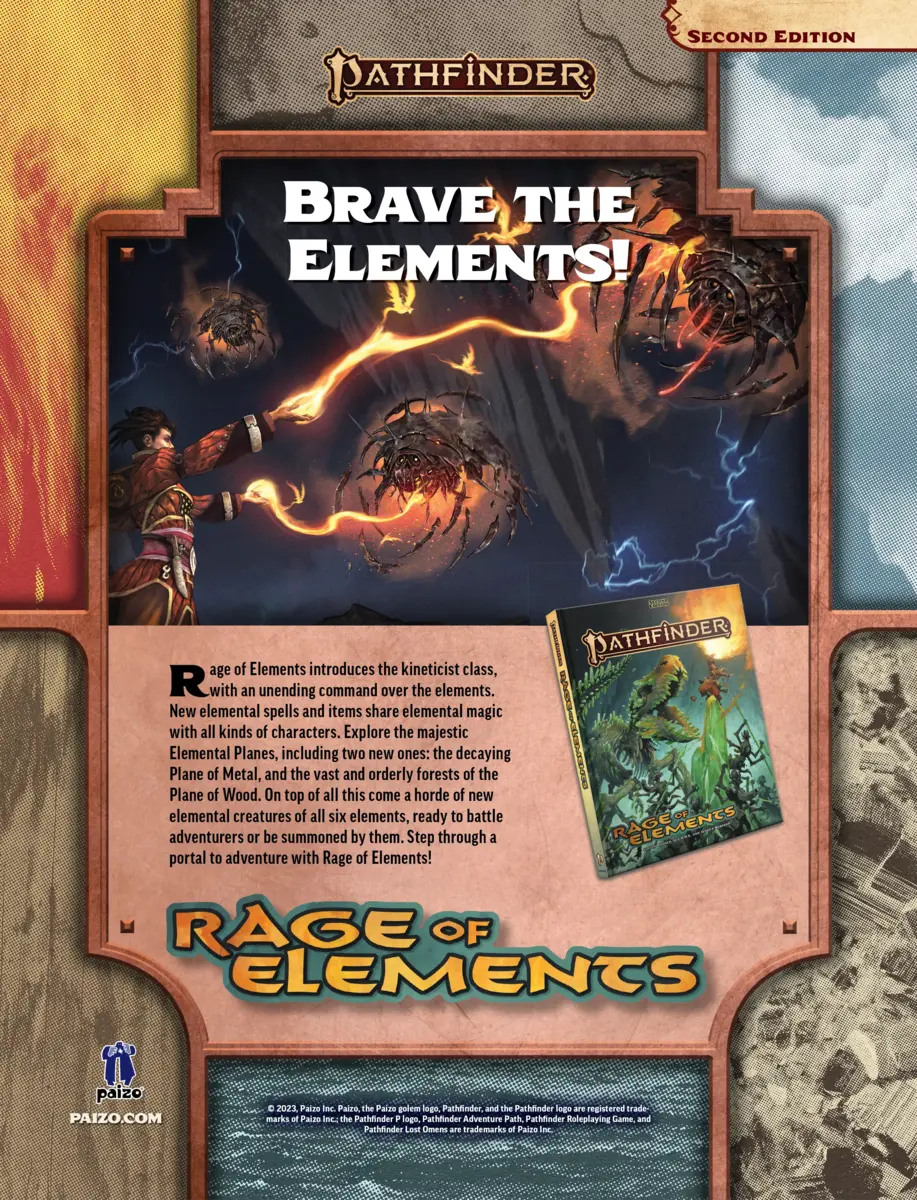 Second Edition
Pathfinder
Brave the
Elements!
Rage of Elements introduces the kineticist class,
with an unending command over the elements.
New elemental spells and items share elemental magic
with all kinds of characters. Explore the majestic
Elemental Planes, including two new ones: the decaying
Plane of Metal, and the vast and orderly forests of the
Plane of Wood. On top of all this come a horde of new
elemental creatures of all six elements, ready to battle
adventurers or be summoned by them. Step through a
portal to adventure with Rage of Elements!
Pathfinder
Rage of Elements
Rage of
Elements
Rage of
Elements
paizo®
paizo.com
© 2023, Paizo Inc. Paizo, the Paizo golem logo, Pathfinder, and the Pathfinder logo are registered trade-
marks of Paizo Inc.; the Pathfinder P logo, Pathfinder Adventure Path, Pathfinder Roleplaying Game, and
Pathfinder Lost Omens are trademarks of Paizo Inc.